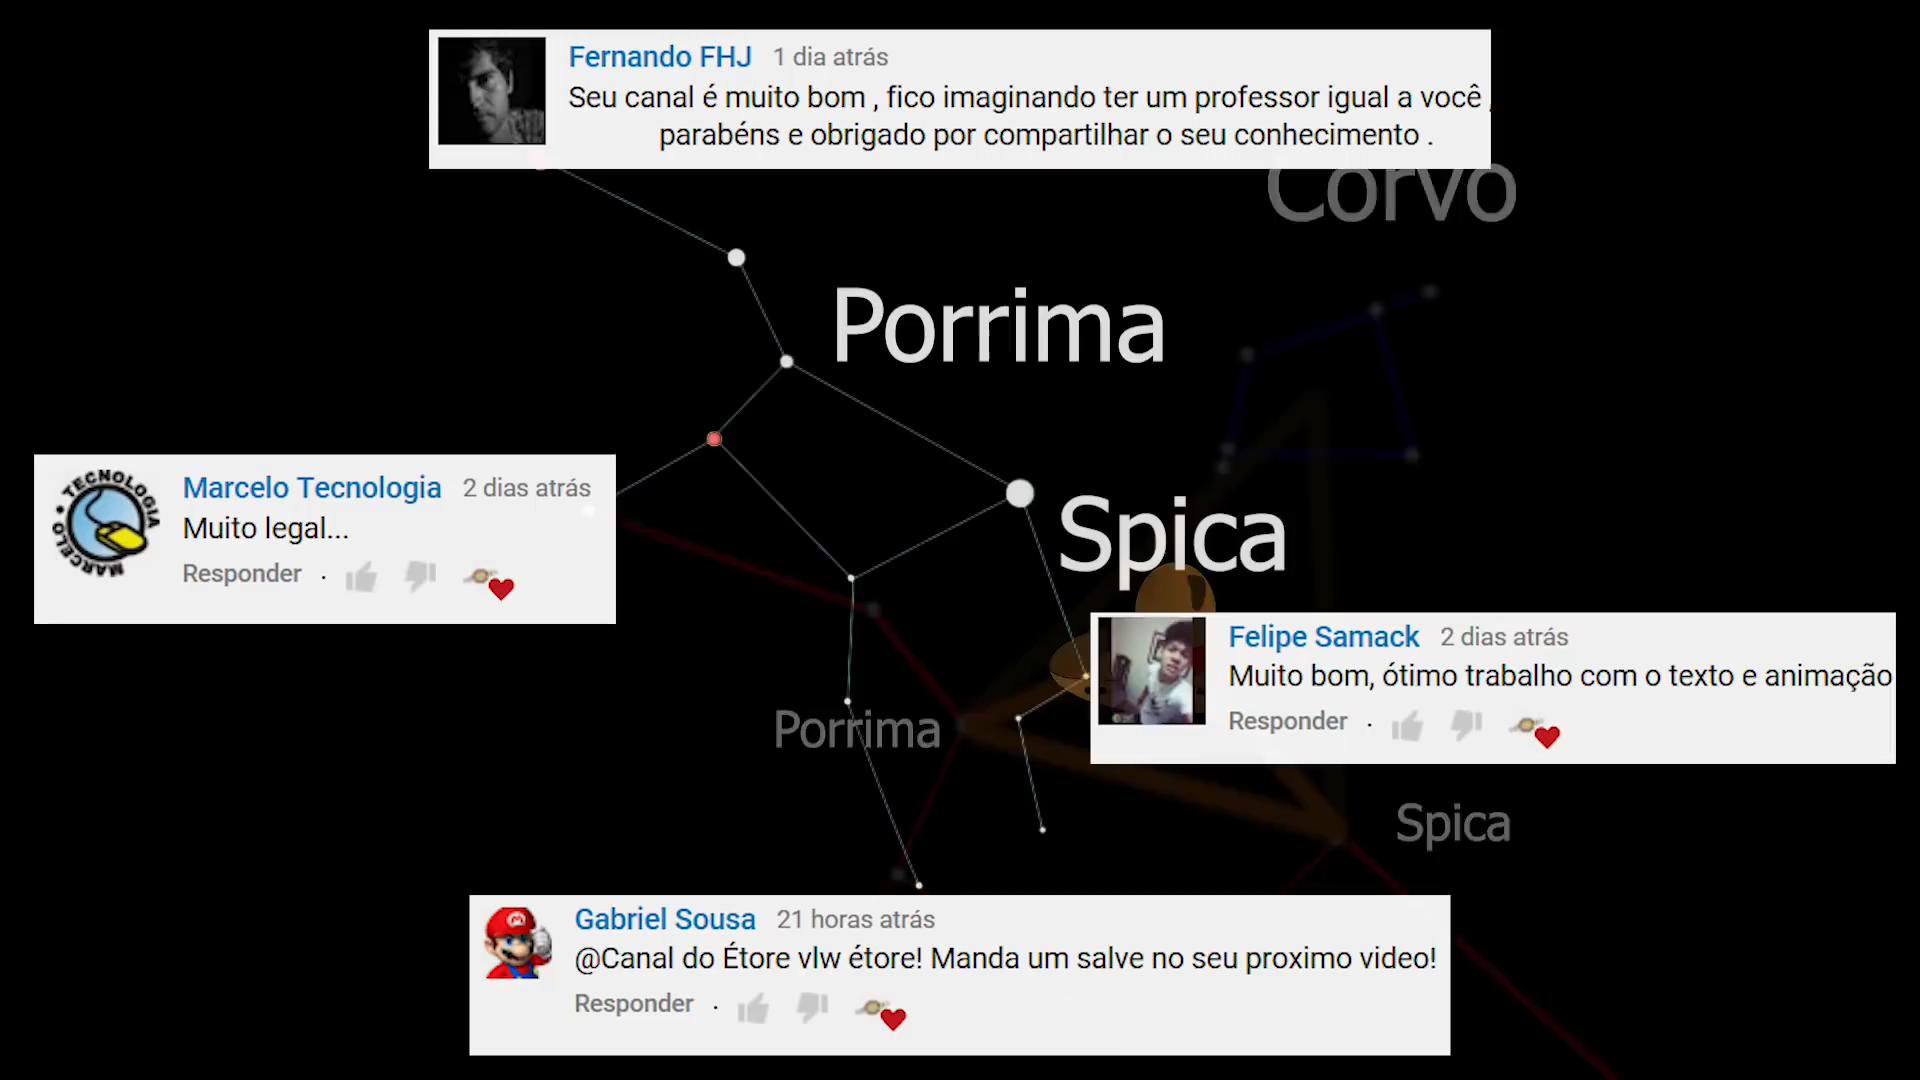 Fernando FHJ 1 dia atrás
Seu canal é muito bom , fico imaginando ter um professor igual a você ,
parabéns e obrigado por compartilhar o seu conhecimento .
Corvo
Porrima
TECNOLOGIA
MARCELO
Marcelo Tecnologia 2 dias atrás
Muito legal...
Responder ·
Spica
Felipe Samack 2 dias atrás
Muito bom, ótimo trabalho com o texto e animação
Responder ·
Porrima
Spica
M
Gabriel Sousa 21 horas atrás
@Canal do Étore vlw étore! Manda um salve no seu proximo video!
Responder ·